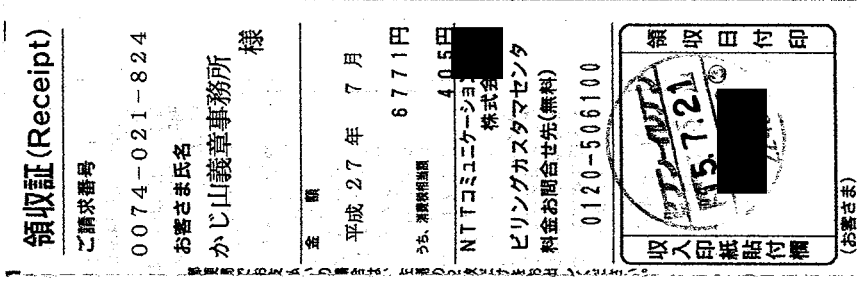 領収証(Receipt)
ご請求番号
0074-021-824
お客さま氏名
かじ山義章事務所
様
金 額
平成 27 年 7 月
6771円
うち、消費税相当額
405円
NTTコミュニケーション
株式会
ビリングカスタマセンタ
料金お問合せ先(無料)
0120-506100
領収日付印
15.7.21
収入印紙貼付欄
(お客さま)